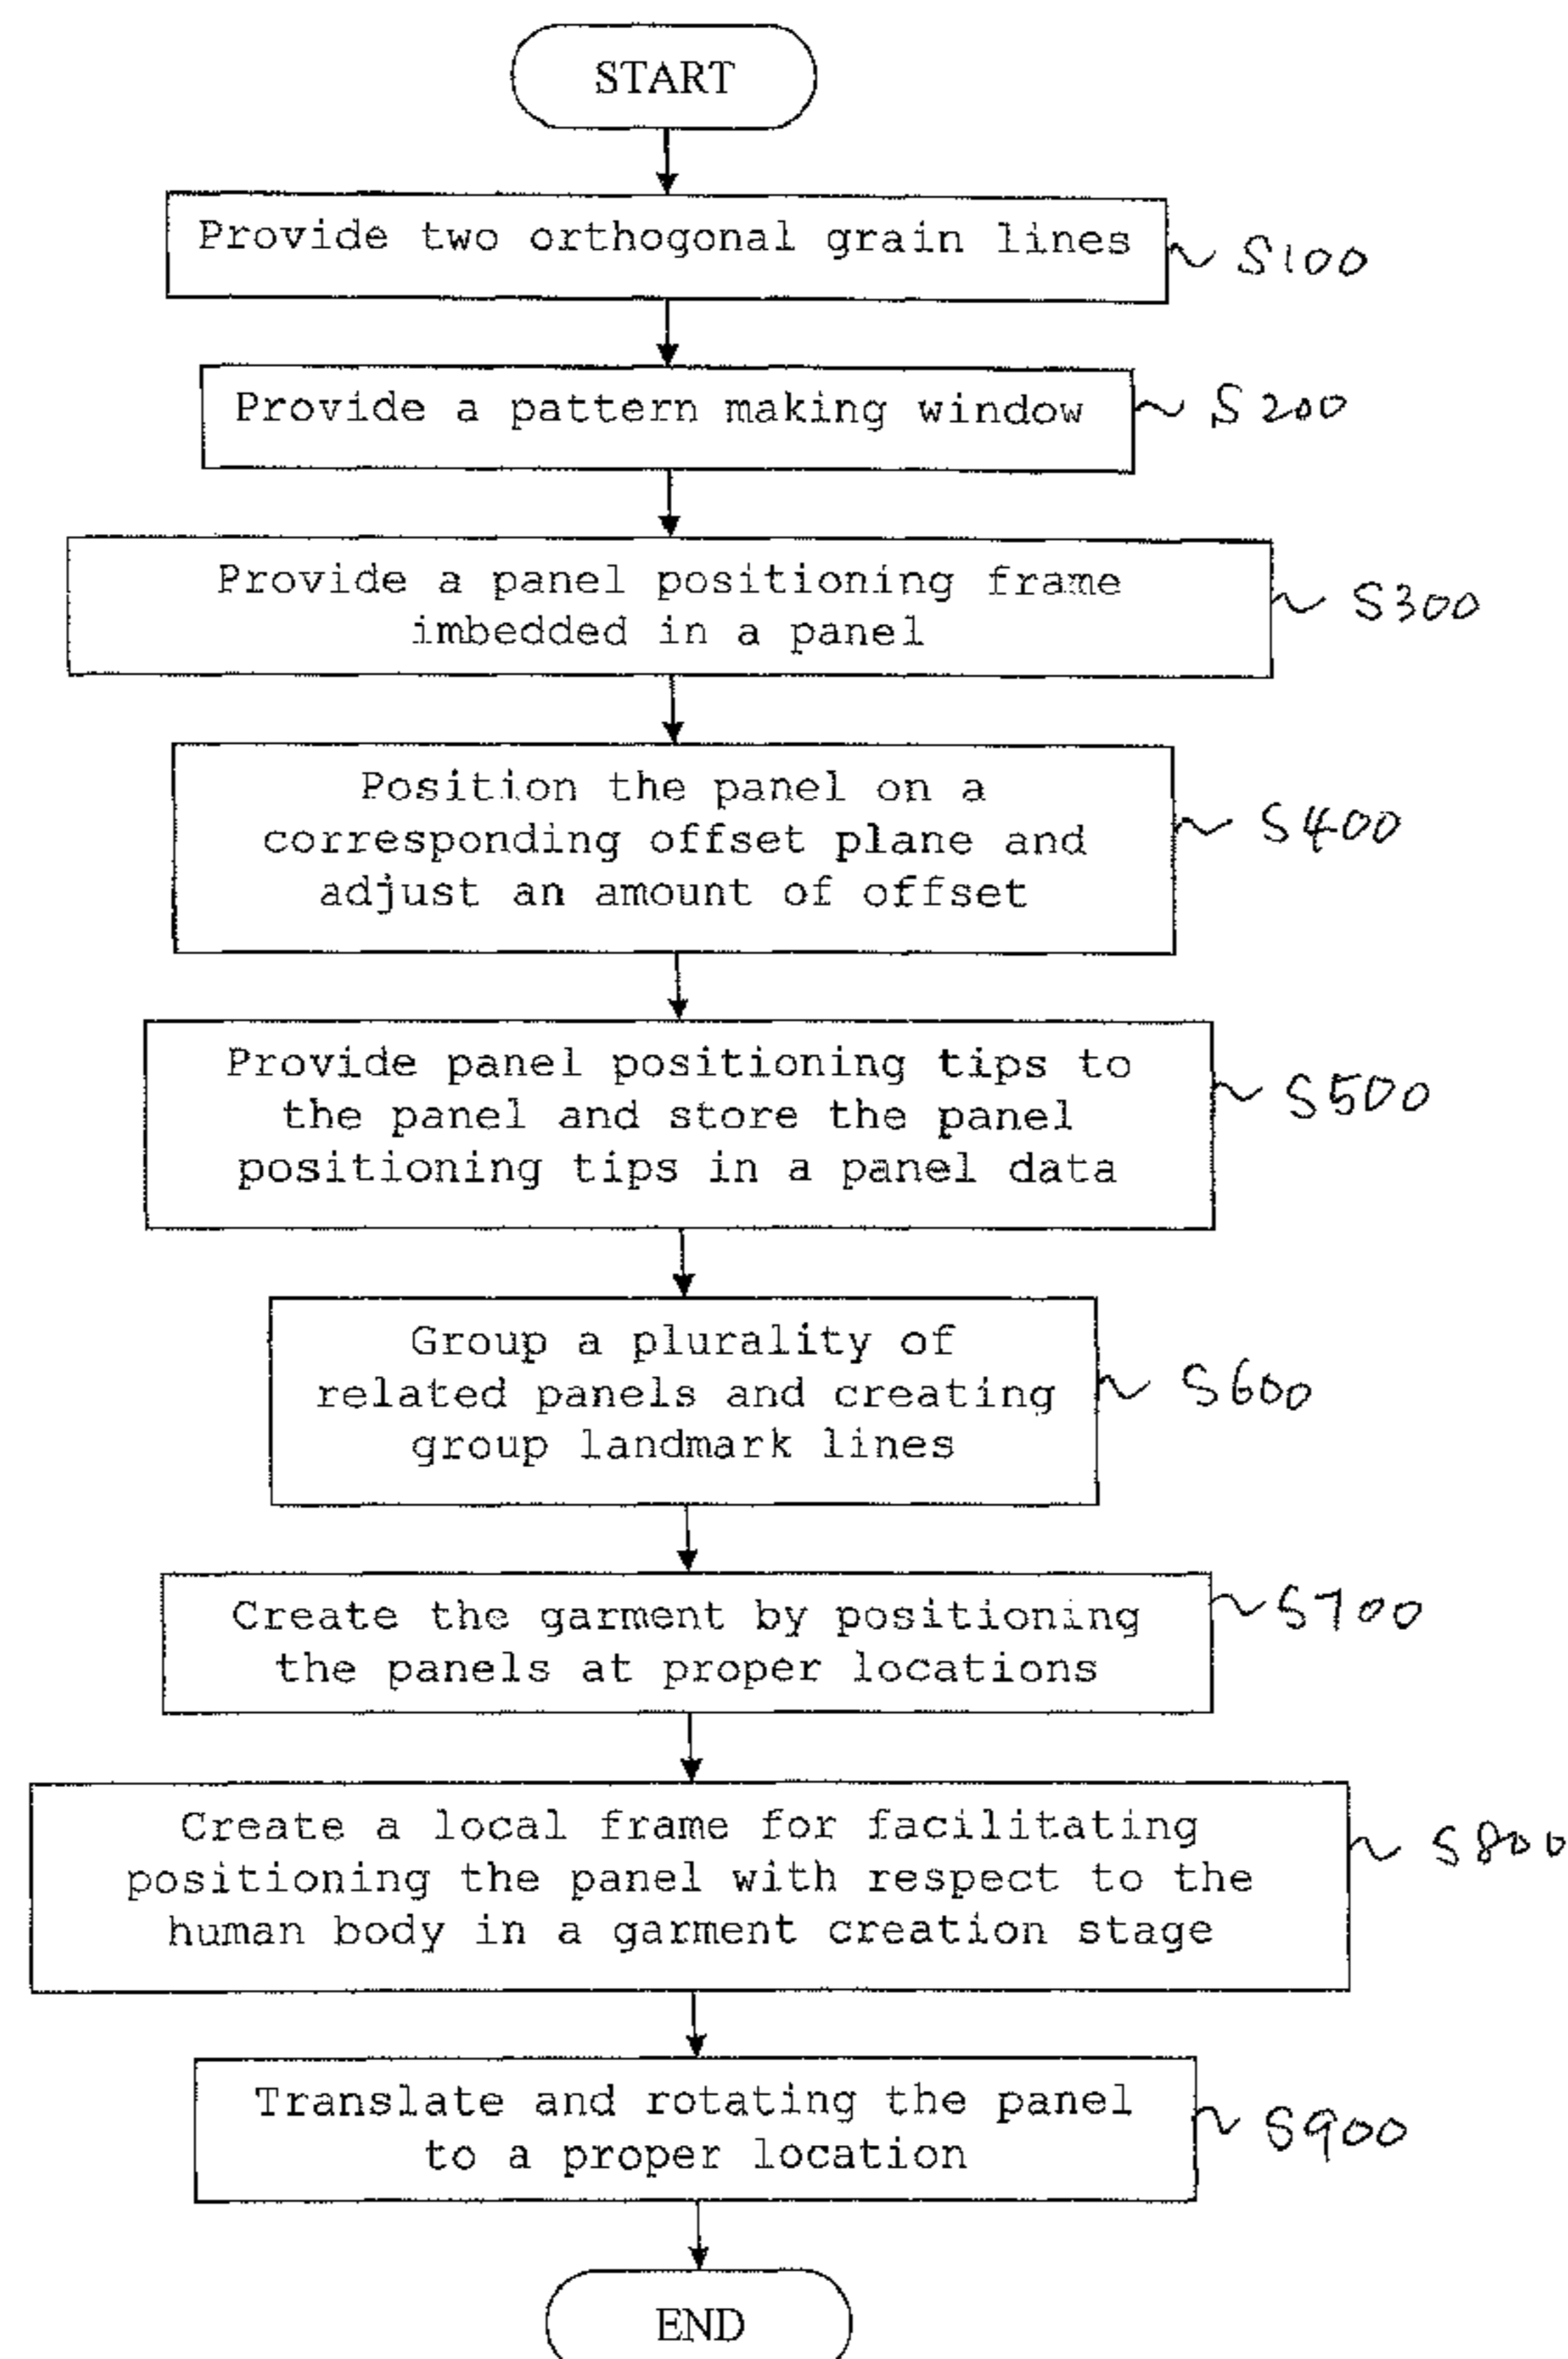 START
Provide two orthogonal grain lines
S100
Provide a pattern making window
S200
Provide a panel positioning frame
imbedded in a panel
S300
Position the panel on a
corresponding offset plane and
adjust an amount of offset
S400
Provide panel positioning tips to
the panel and store the panel
positioning tips in a panel data
S500
Group a plurality of
related panels and creating
group landmark lines
S600
Create the garment by positioning
the panels at proper locations
S700
Create a local frame for facilitating
positioning the panel with respect to the
human body in a garment creation stage
S800
Translate and rotating the panel
to a proper location
S900
END